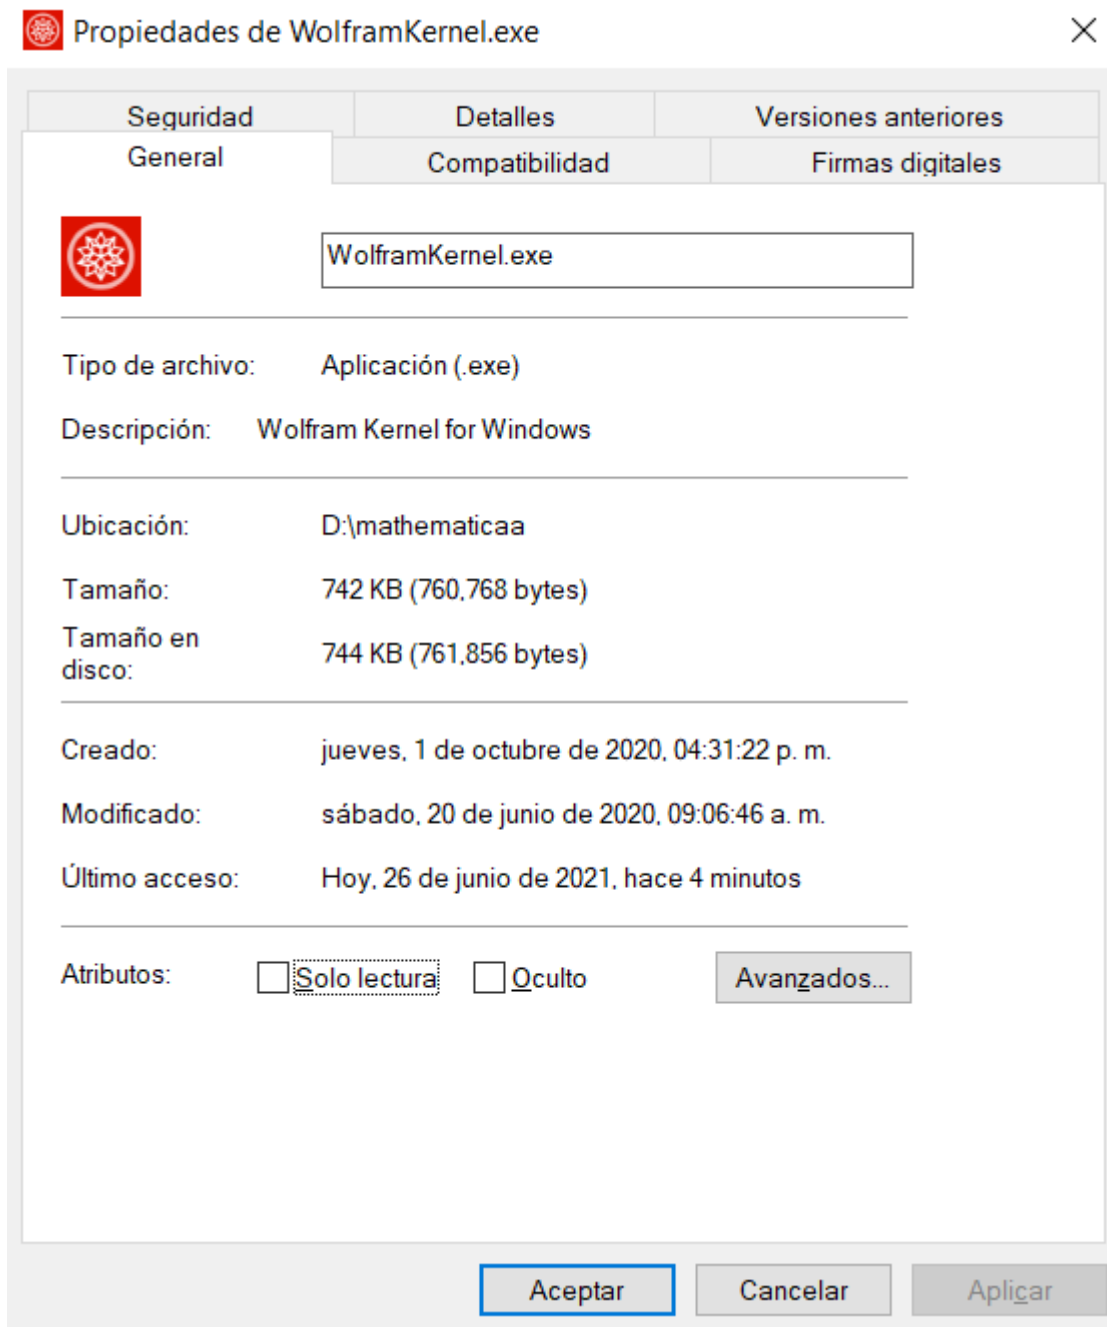 Propiedades de WolframKernel.exe
Seguridad Detalles Versiones anteriores
General Compatibilidad Firmas digitales
WolframKernel.exe
Tipo de archivo: Aplicación (.exe)
Descripción: Wolfram Kernel for Windows
Ubicación: D:\mathematicaa
Tamaño: 742 KB (760,768 bytes)
Tamaño en
disco: 744 KB (761,856 bytes)
Creado: jueves, 1 de octubre de 2020, 04:31:22 p. m.
Modificado: sábado, 20 de junio de 2020, 09:06:46 a. m.
Último acceso: Hoy, 26 de junio de 2021, hace 4 minutos
Atributos: Solo lectura Oculto Avanzados...
Aceptar Cancelar Aplicar